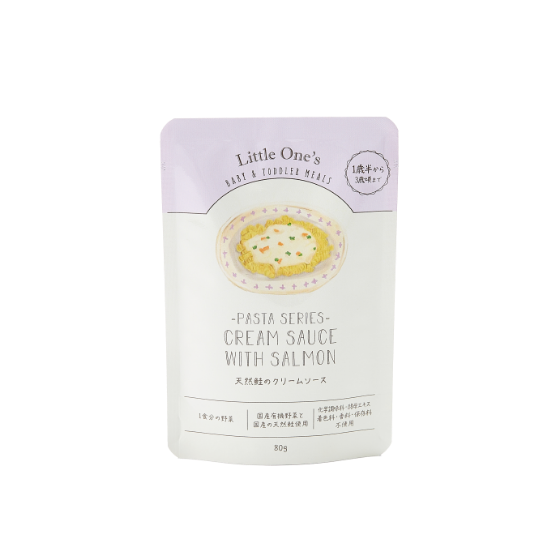 Little One's
BABY & TODDLER MEALS
1歳半から
3歳頃まで
-PASTA SERIES-
CREAM SAUCE
WITH SALMON
天然鮭のクリームソース
1食分の野菜
国産有機野菜と
国産の天然鮭使用
化学調味料・酵母エキス
着色料・香料・保存料
不使用
80g